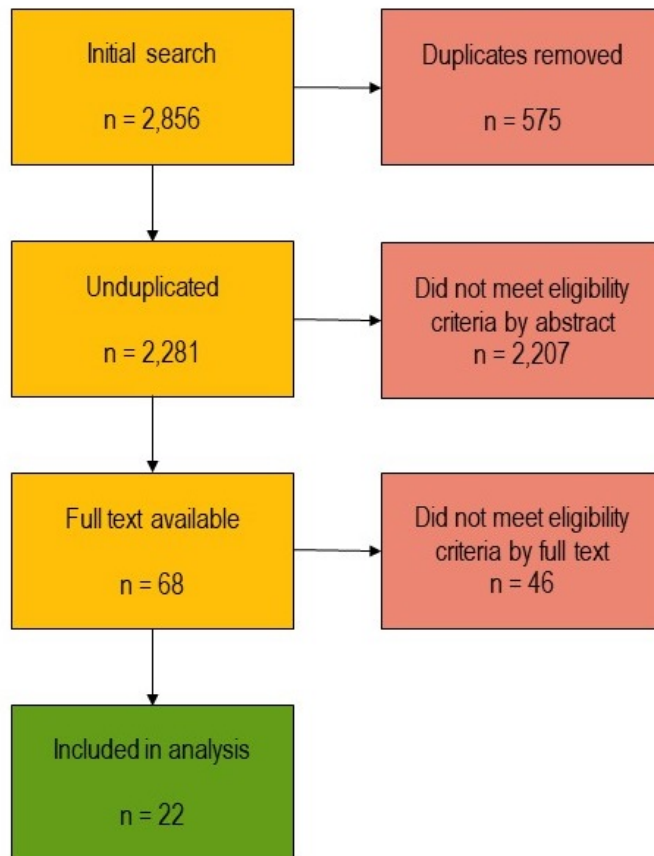 Initial search
n = 2,856
Duplicates removed
n = 575
Unduplicated
n = 2,281
Did not meet eligibility
criteria by abstract
n = 2,207
Full text available
n = 68
Did not meet eligibility
criteria by full text
n = 46
Included in analysis
n = 22